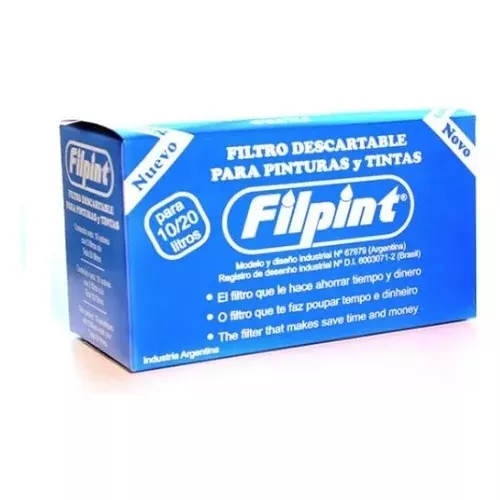 Nuevo
Novo
FILTRO DESCARTABLE
PARA PINTURAS y TINTAS
para
10/20
litros
Filpint®
Modelo y diseño industrial Nº 67979 (Argentina)
Registro de desenho industrial Nº D.I. 6003071-2 (Brasil)
• El filtro que le hace ahorrar tiempo y dinero
• O filtro que te faz poupar tempo e dinheiro
• The filter that makes save time and money
Industria Argentina
Filpint
FILTRO DESCARTABLE
PARA PINTURAS y TINTAS